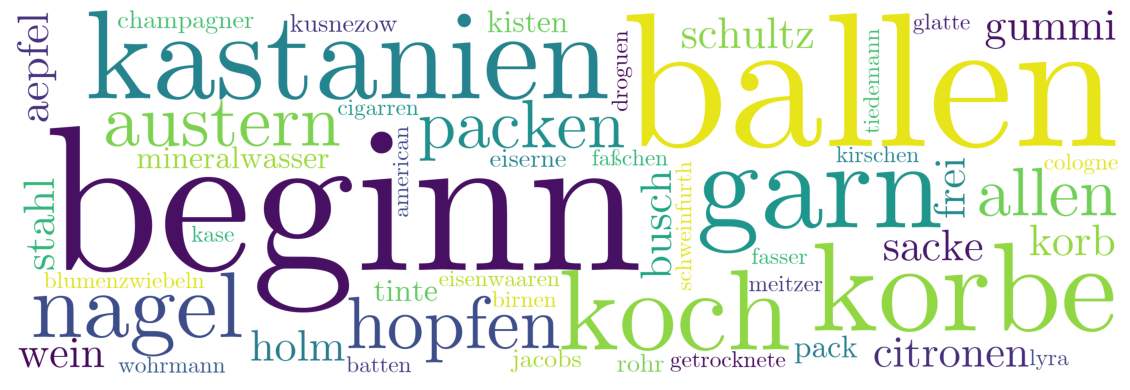 champagner
kusnezow
kisten
glatte
aepfel
kastanien
droguen
ballen
schultz
tiedemann
gummi
cigarren
austern
packen
mineralwasser
american
eiserne
faßchen
kirschen
cologne
beginn
stahl
kase
busch
schweinfurth
garn
frei
allen
sacke
korb
fasser
blumenzwiebeln
eisenwaaren
meitzer
nagel
tinte
birnen
hopfen
koch
korbe
wein
wohrmann
holm
batten
jacobs
rohr
getrocknete
pack
citronen
lyra